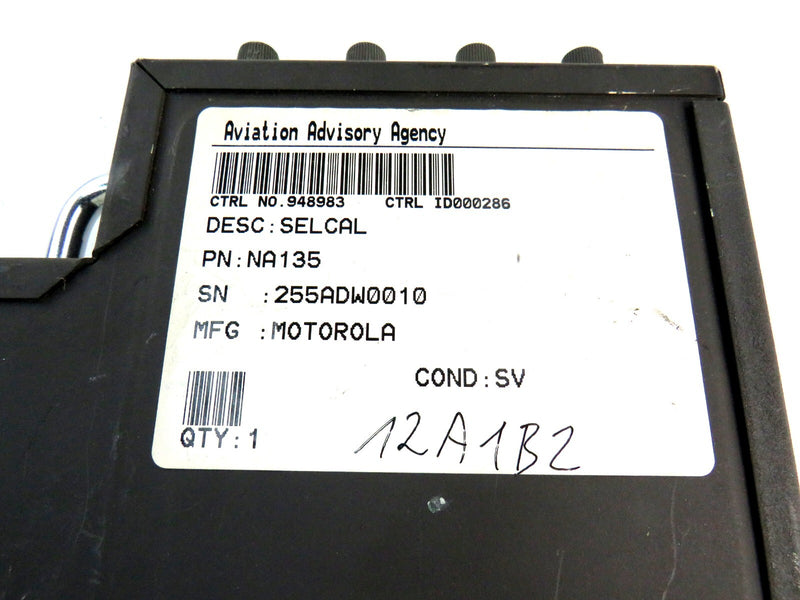 Aviation Advisory Agency
CTRL NO.948983 CTRL ID000286
DESC:SELCAL
PN:NA135
SN :255ADW0010
MFG :MOTOROLA
COND:SV
QTY:1
12A1B2